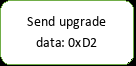 Send upgrade
data: 0xD2